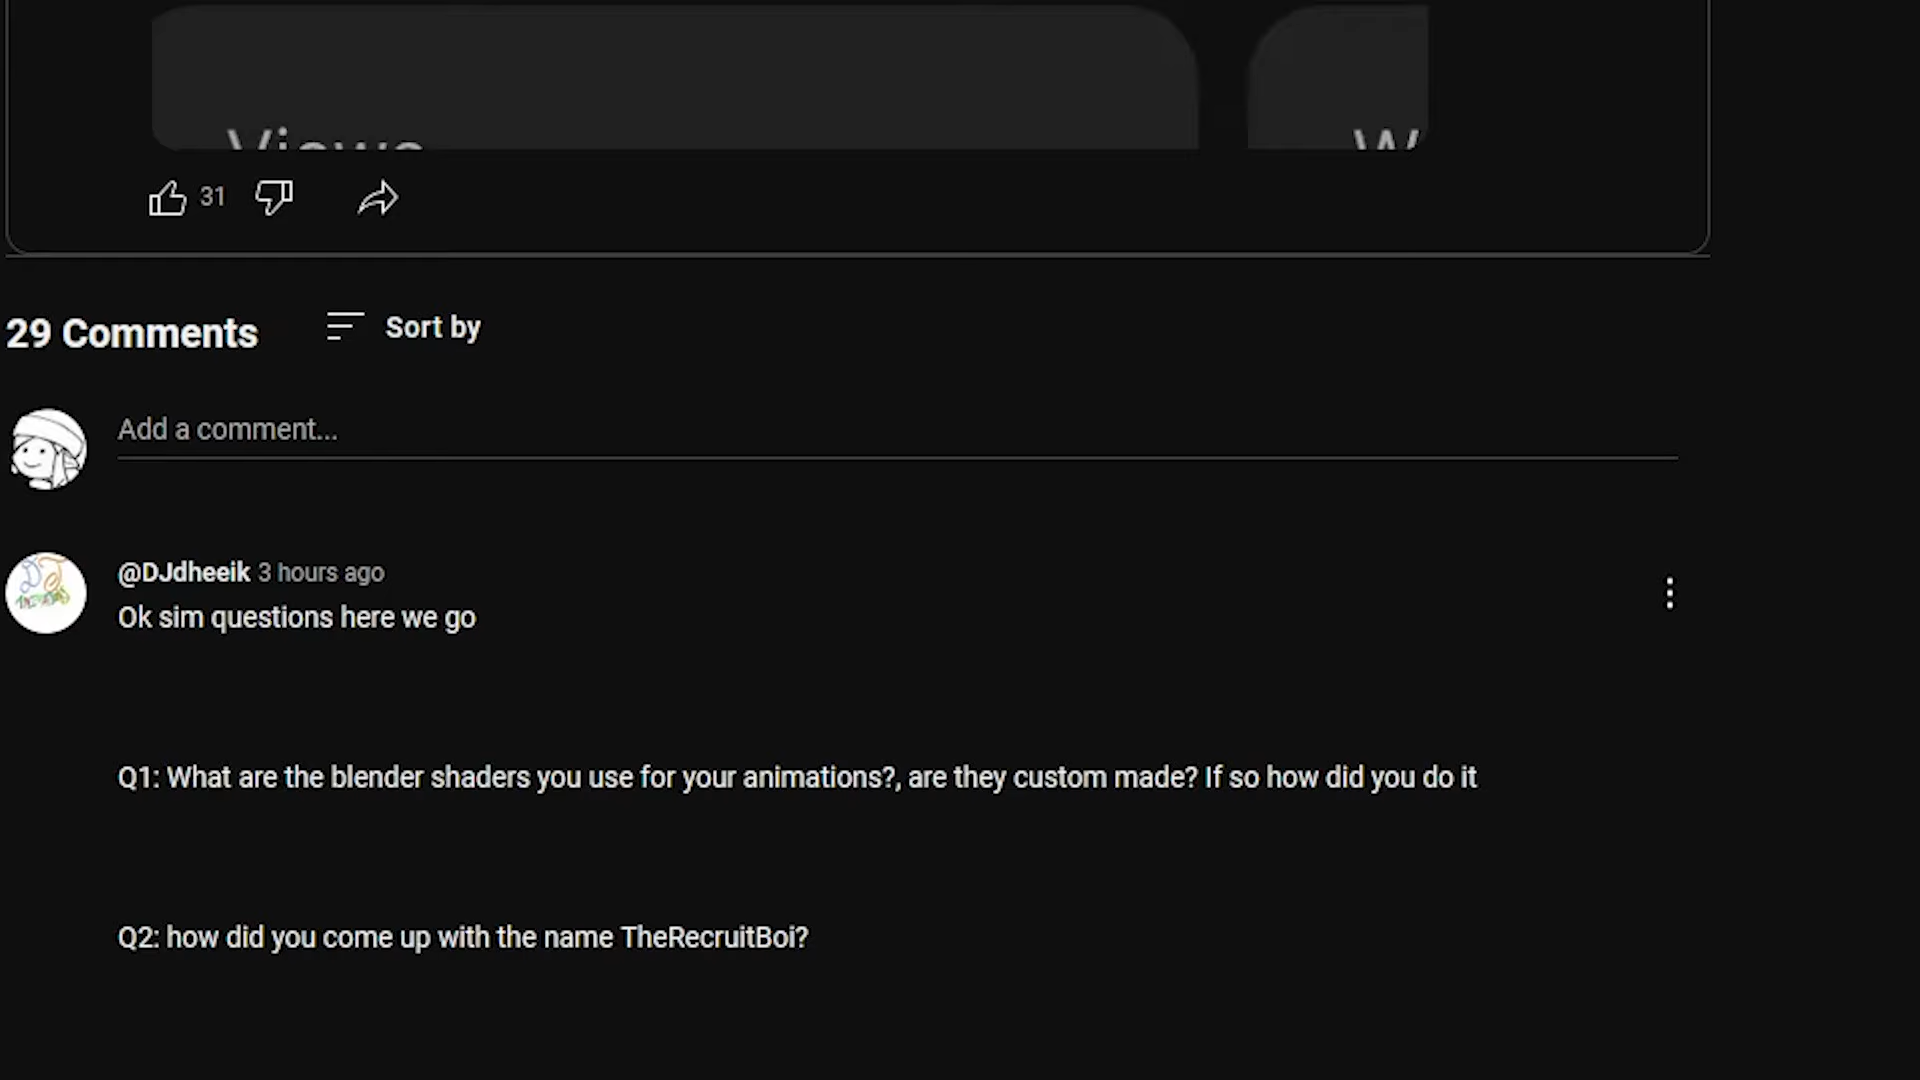 Views
W
31
29 Comments
Sort by
Add a comment...
@DJdheeik 3 hours ago
Ok sim questions here we go
Q1: What are the blender shaders you use for your animations?, are they custom made? If so how did you do it
Q2: how did you come up with the name TheRecruitBoi?